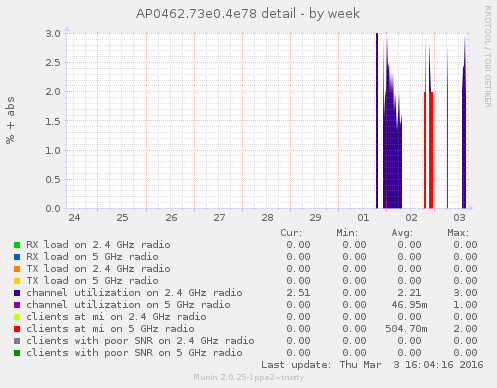 AP0462.73e0.4e78 detail - by week
RRDTOOL / TOBI OETIKER
% + abs
3.0
2.5
2.0
1.5
1.0
0.5
0.0
24 25 26 27 28 29 01 02 03
Cur: Min: Avg: Max:
RX load on 2.4 GHz radio 0.00 0.00 0.00 0.00
RX load on 5 GHz radio 0.00 0.00 0.00 0.00
TX load on 2.4 GHz radio 0.00 0.00 0.00 0.00
TX load on 5 GHz radio 0.00 0.00 0.00 0.00
channel utilization on 2.4 GHz radio 2.51 0.00 2.21 3.00
channel utilization on 5 GHz radio 0.00 0.00 46.95m 1.00
clients at mi on 2.4 GHz radio 0.00 0.00 0.00 0.00
clients at mi on 5 GHz radio 0.00 0.00 504.70m 2.00
clients with poor SNR on 2.4 GHz radio 0.00 0.00 0.00 0.00
clients with poor SNR on 5 GHz radio 0.00 0.00 0.00 0.00
Last update: Thu Mar 3 16:04:16 2016
Munin 2.0.25-1ppa2~trusty